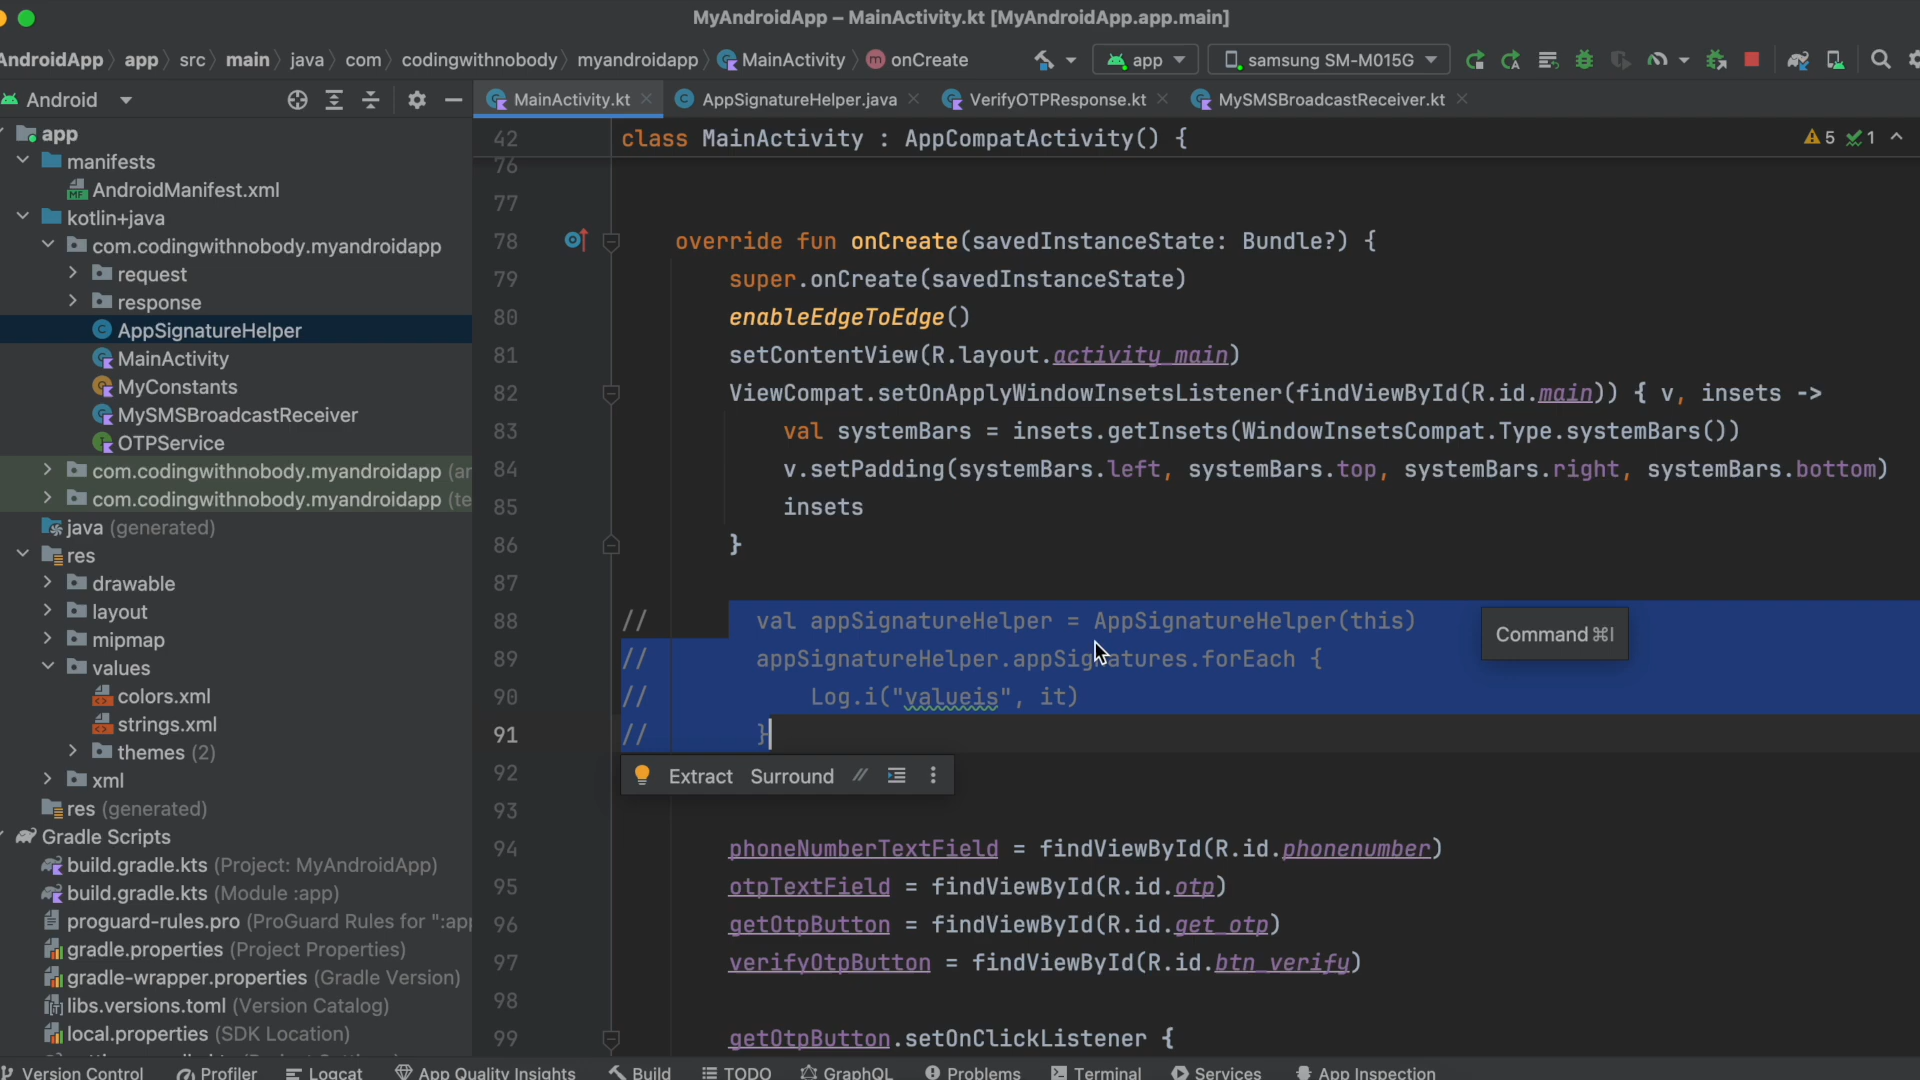 MyAndroidApp – MainActivity.kt [MyAndroidApp.app.main]
AndroidApp app src main java com codingwithnobody myandroidapp MainActivity onCreate
app samsung SM-M015G
Android
MainActivity.kt AppSignatureHelper.java VerifyOTPResponse.kt MySMSBroadcastReceiver.kt
app
manifests
AndroidManifest.xml
kotlin+java
com.codingwithnobody.myandroidapp
request
response
AppSignatureHelper
MainActivity
MyConstants
MySMSBroadcastReceiver
OTPService
com.codingwithnobody.myandroidapp (an
com.codingwithnobody.myandroidapp (te
java (generated)
res
drawable
layout
mipmap
values
colors.xml
strings.xml
themes (2)
xml
res (generated)
Gradle Scripts
build.gradle.kts (Project: MyAndroidApp)
build.gradle.kts (Module :app)
proguard-rules.pro (ProGuard Rules for ":app
gradle.properties (Project Properties)
gradle-wrapper.properties (Gradle Version)
libs.versions.toml (Version Catalog)
local.properties (SDK Location)
42 class MainActivity : AppCompatActivity() {
5 1
76
77
78 override fun onCreate(savedInstanceState: Bundle?) {
79 super.onCreate(savedInstanceState)
80 enableEdgeToEdge()
81 setContentView(R.layout.activity_main)
82 ViewCompat.setOnApplyWindowInsetsListener(findViewById(R.id.main)) { v, insets ->
83 val systemBars = insets.getInsets(WindowInsetsCompat.Type.systemBars())
84 v.setPadding(systemBars.left, systemBars.top, systemBars.right, systemBars.bottom)
85 insets
86 }
87
88 // val appSignatureHelper = AppSignatureHelper(this)
Command ⌘I
89 // appSignatureHelper.appSignatures.forEach {
90 // Log.i("valueis", it)
91 // }
Extract Surround //
92
93
94 phoneNumberTextField = findViewById(R.id.phonenumber)
95 otpTextField = findViewById(R.id.otp)
96 getOtpButton = findViewById(R.id.get_otp)
97 verifyOtpButton = findViewById(R.id.btn_verify)
98
99 getOtpButton.setOnClickListener {
Version Control Profiler Logcat App Quality Insights Build TODO GraphQL Problems Terminal Services App Inspection